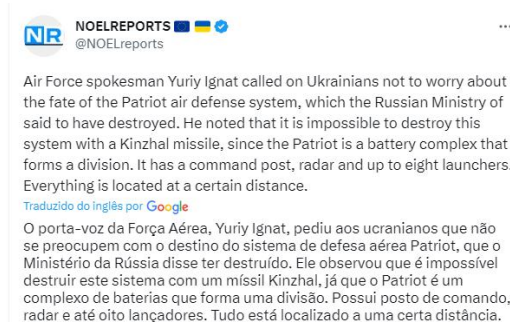 NR
NOELREPORTS
@NOELreports
Air Force spokesman Yuriy Ignat called on Ukrainians not to worry about
the fate of the Patriot air defense system, which the Russian Ministry of
said to have destroyed. He noted that it is impossible to destroy this
system with a Kinzhal missile, since the Patriot is a battery complex that
forms a division. It has a command post, radar and up to eight launchers.
Everything is located at a certain distance.
Traduzido do inglês por Google
O porta-voz da Força Aérea, Yuriy Ignat, pediu aos ucranianos que não
se preocupem com o destino do sistema de defesa aérea Patriot, que o
Ministério da Rússia disse ter destruído. Ele observou que é impossível
destruir este sistema com um míssil Kinzhal, já que o Patriot é um
complexo de baterias que forma uma divisão. Possui posto de comando,
radar e até oito lançadores. Tudo está localizado a uma certa distância.